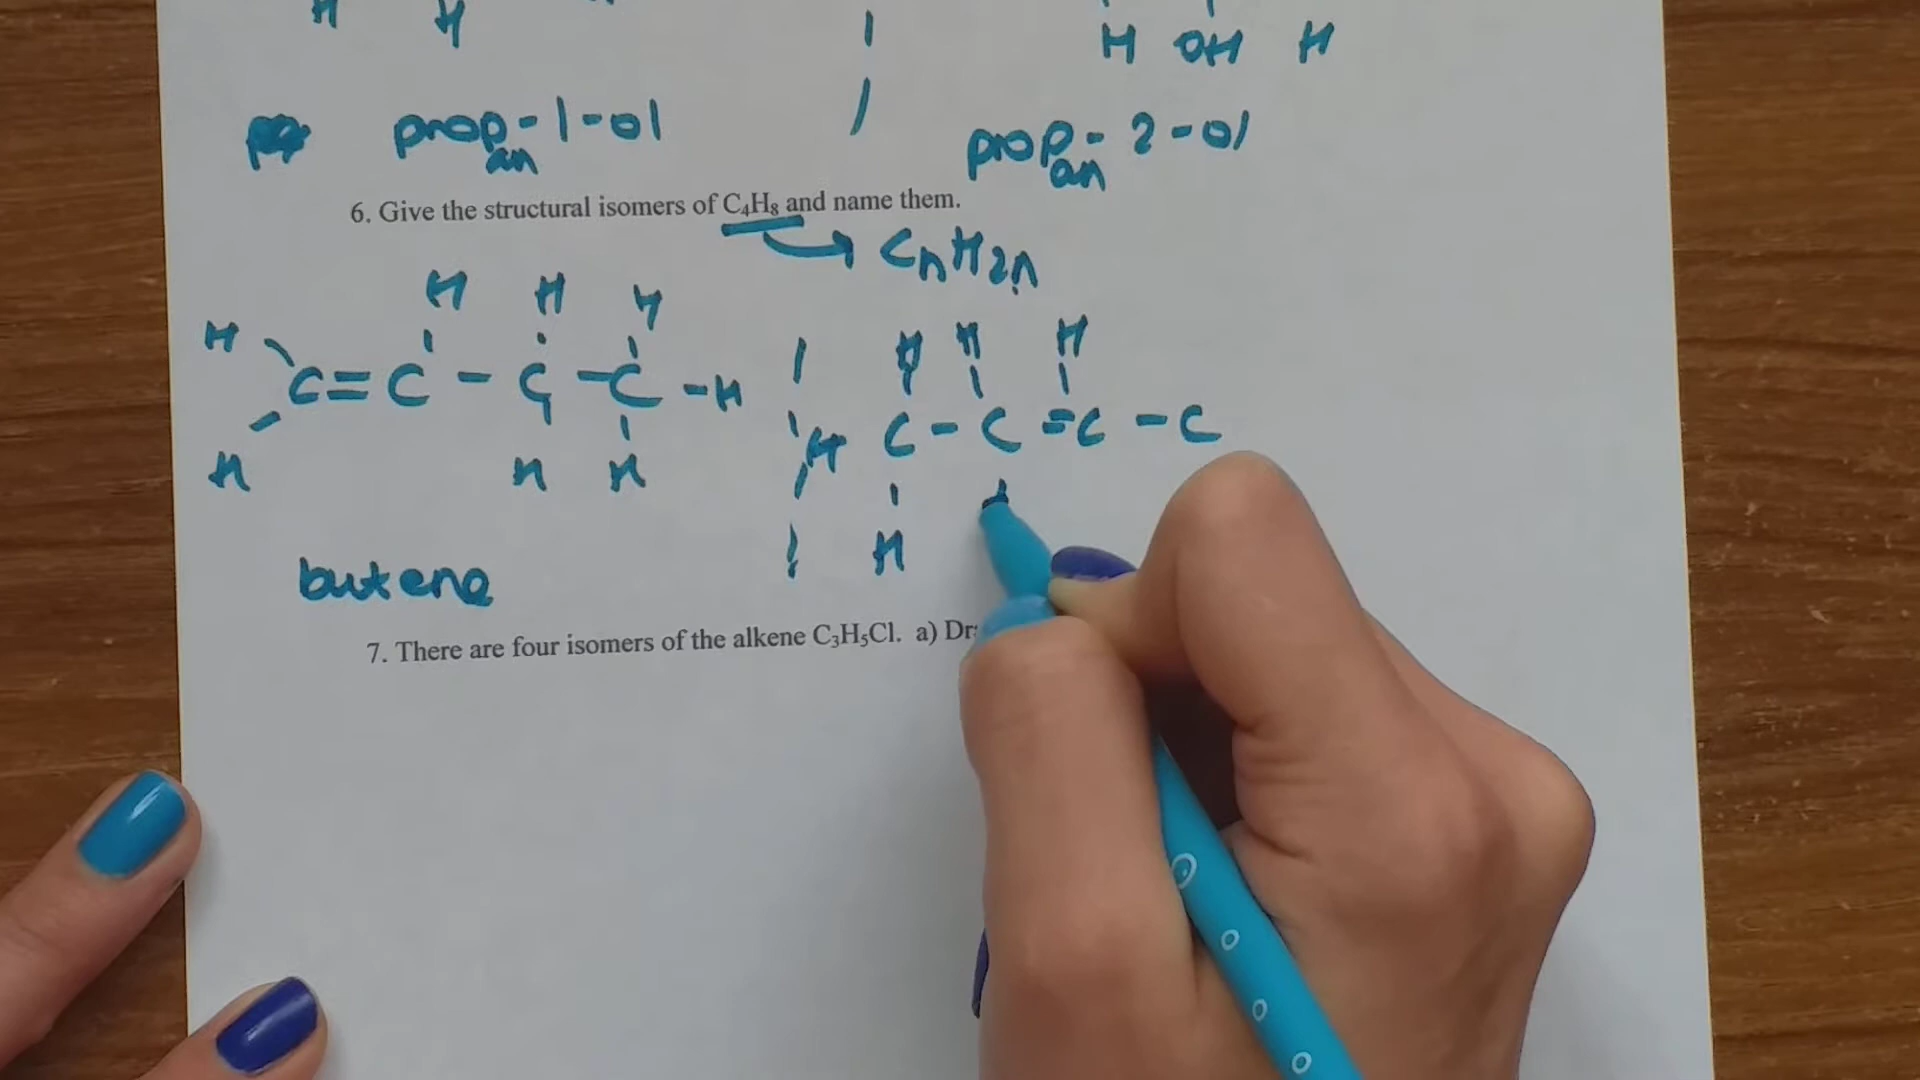 H H H OH H
propan-1-ol propan-2-ol
6. Give the structural isomers of C₄H₈ and name them.
CnH2n
H H H H
H H H
C=C-C-C-H
H C-C=C-C
H H H H
butene
7. There are four isomers of the alkene C₃H₅Cl. a)